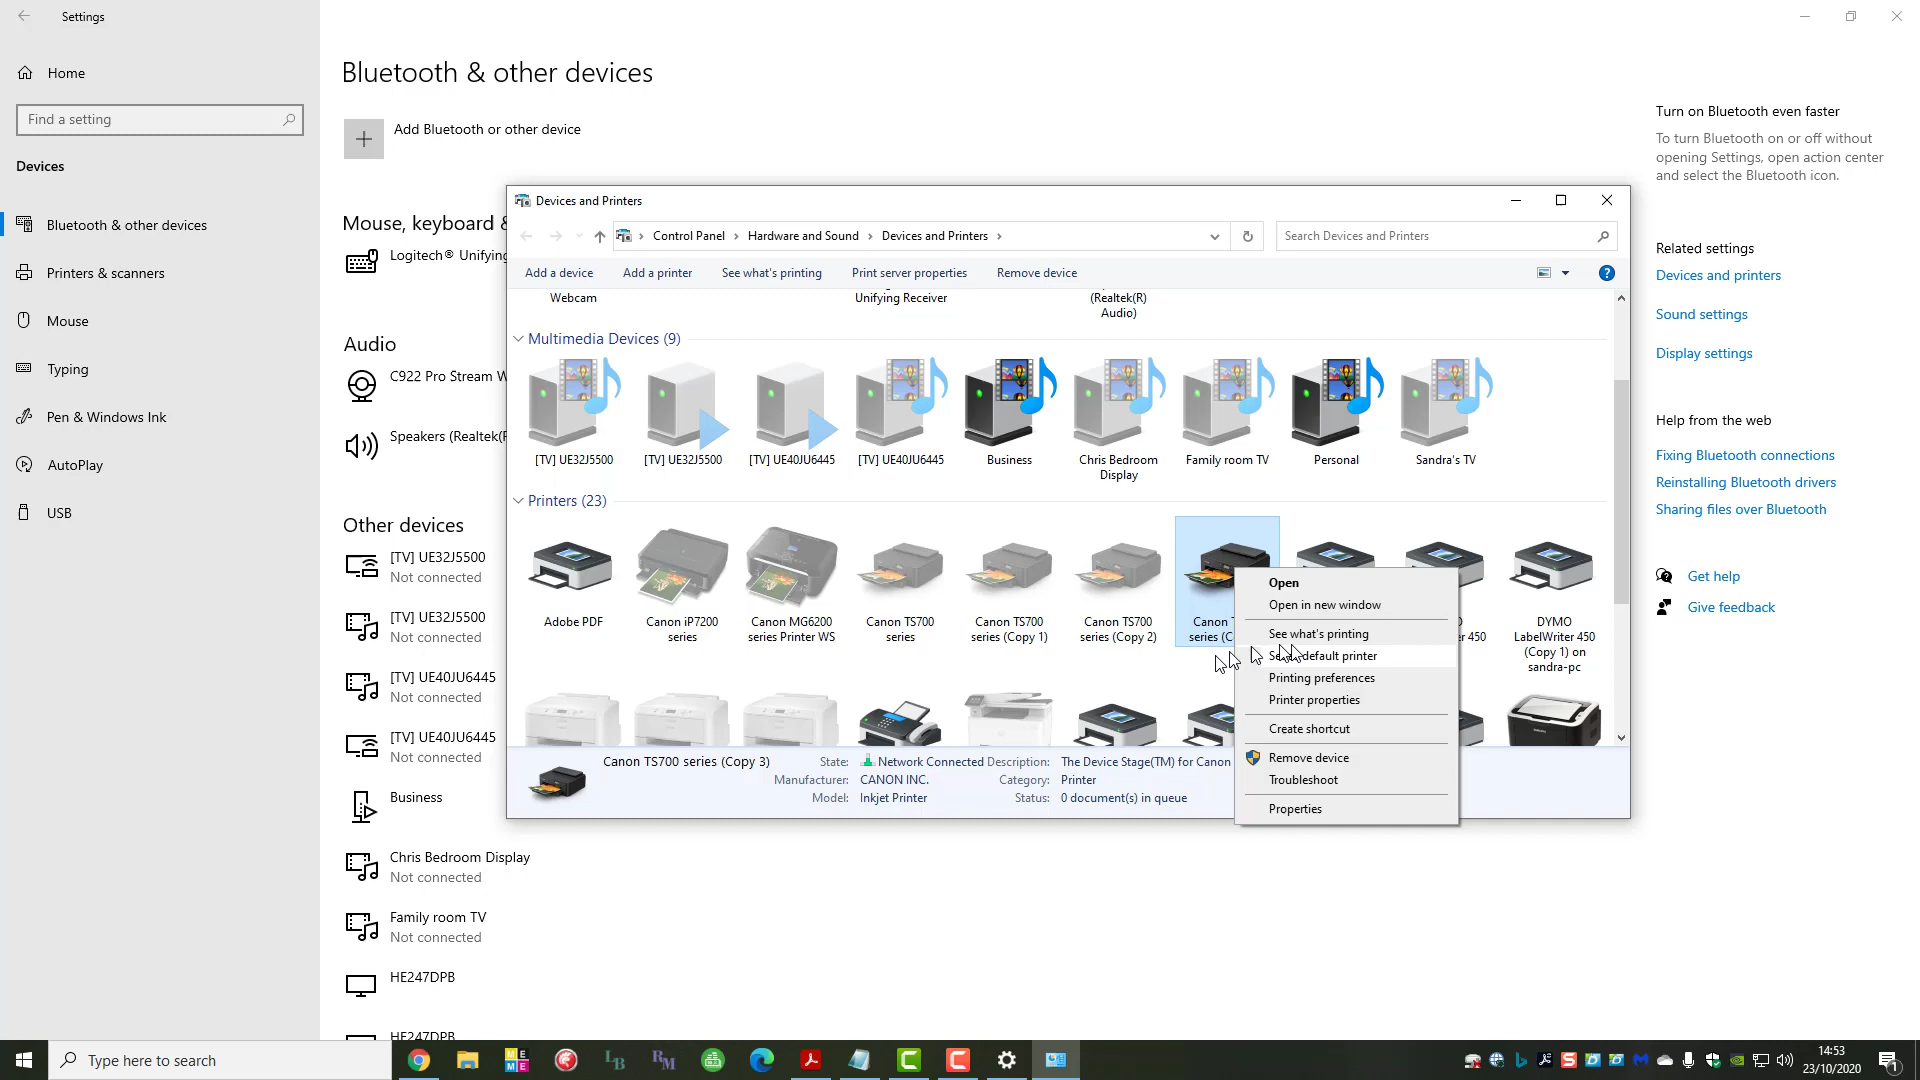 Settings
Home
Find a setting
Devices
Bluetooth & other devices
Printers & scanners
Mouse
Typing
Pen & Windows Ink
AutoPlay
USB
Bluetooth & other devices
Add Bluetooth or other device
Mouse, keyboard &
Logitech® Unifying
Audio
C922 Pro Stream W
Speakers (Realtek(R
Other devices
[TV] UE32J5500
Not connected
[TV] UE32J5500
Not connected
[TV] UE40JU6445
Not connected
[TV] UE40JU6445
Not connected
Business
Chris Bedroom Display
Not connected
Family room TV
Not connected
HE247DPB
HE247DPB
Devices and Printers
Control Panel
Hardware and Sound
Devices and Printers
Search Devices and Printers
Add a device
Add a printer
See what's printing
Print server properties
Remove device
Webcam
Unifying Receiver
(Realtek(R)
Audio)
Multimedia Devices (9)
[TV] UE32J5500
[TV] UE32J5500
[TV] UE40JU6445
[TV] UE40JU6445
Business
Chris Bedroom
Display
Family room TV
Personal
Sandra's TV
Printers (23)
Adobe PDF
Canon iP7200
series
Canon MG6200
series Printer WS
Canon TS700
series
Canon TS700
series (Copy 1)
Canon TS700
series (Copy 2)
Canon
series (C
450
DYMO
LabelWriter 450
(Copy 1) on
sandra-pc
Open
Open in new window
See what's printing
default printer
Printing preferences
Printer properties
Create shortcut
Remove device
Troubleshoot
Properties
Canon TS700 series (Copy 3)
State: Network Connected
Manufacturer: CANON INC.
Model: Inkjet Printer
Description: The Device Stage(TM) for Canon
Category: Printer
Status: 0 document(s) in queue
Turn on Bluetooth even faster
To turn Bluetooth on or off without
opening Settings, open action center
and select the Bluetooth icon.
Related settings
Devices and printers
Sound settings
Display settings
Help from the web
Fixing Bluetooth connections
Reinstalling Bluetooth drivers
Sharing files over Bluetooth
Get help
Give feedback
Type here to search
14:53
23/10/2020